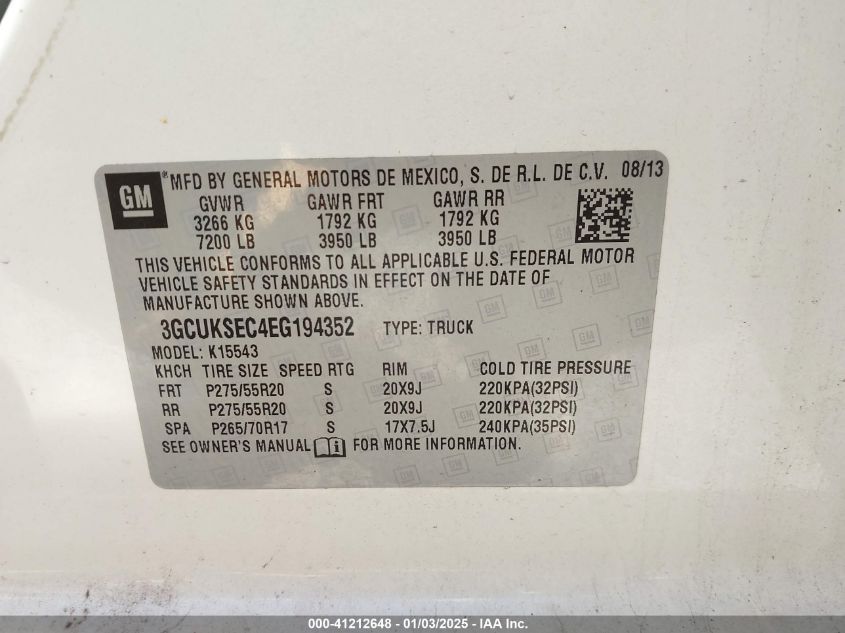 GM ®MFD BY GENERAL MOTORS DE MEXICO, S. DE R.L. DE C.V. 08/13
GVWR GAWR FRT GAWR RR
3266 KG 1792 KG 1792 KG
7200 LB 3950 LB 3950 LB
THIS VEHICLE CONFORMS TO ALL APPLICABLE U.S. FEDERAL MOTOR
VEHICLE SAFETY STANDARDS IN EFFECT ON THE DATE OF
MANUFACTURE SHOWN ABOVE.
3GCUKSEC4EG194352 TYPE: TRUCK
MODEL: K15543
KHCH TIRE SIZE SPEED RTG RIM COLD TIRE PRESSURE
FRT P275/55R20 S 20X9J 220KPA(32PSI)
RR P275/55R20 S 20X9J 220KPA(32PSI)
SPA P265/70R17 S 17X7.5J 240KPA(35PSI)
SEE OWNER'S MANUAL FOR MORE INFORMATION.
000-41212648 - 01/03/2025 - IAA Inc.